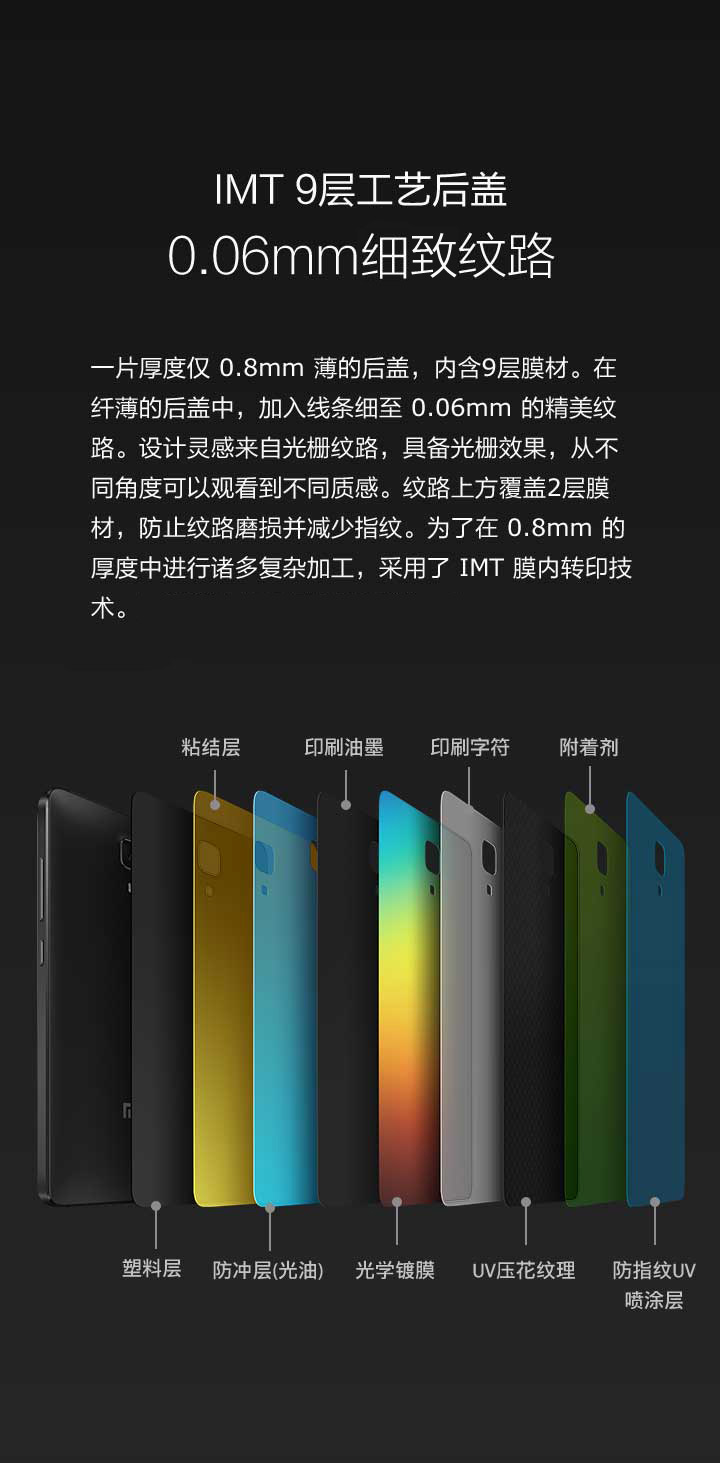 IMT 9层工艺后盖
0.06mm细致纹路
一片厚度仅 0.8mm 薄的后盖，内含9层膜材。在
纤薄的后盖中，加入线条细至 0.06mm 的精美纹
路。设计灵感来自光栅纹路，具备光栅效果，从不
同角度可以观看到不同质感。纹路上方覆盖2层膜
材，防止纹路磨损并减少指纹。为了在 0.8mm 的
厚度中进行诸多复杂加工，采用了 IMT 膜内转印技
术。
粘结层
印刷油墨
印刷字符
附着剂
塑料层
防冲层(光油)
光学镀膜
UV压花纹理
防指纹UV
喷涂层